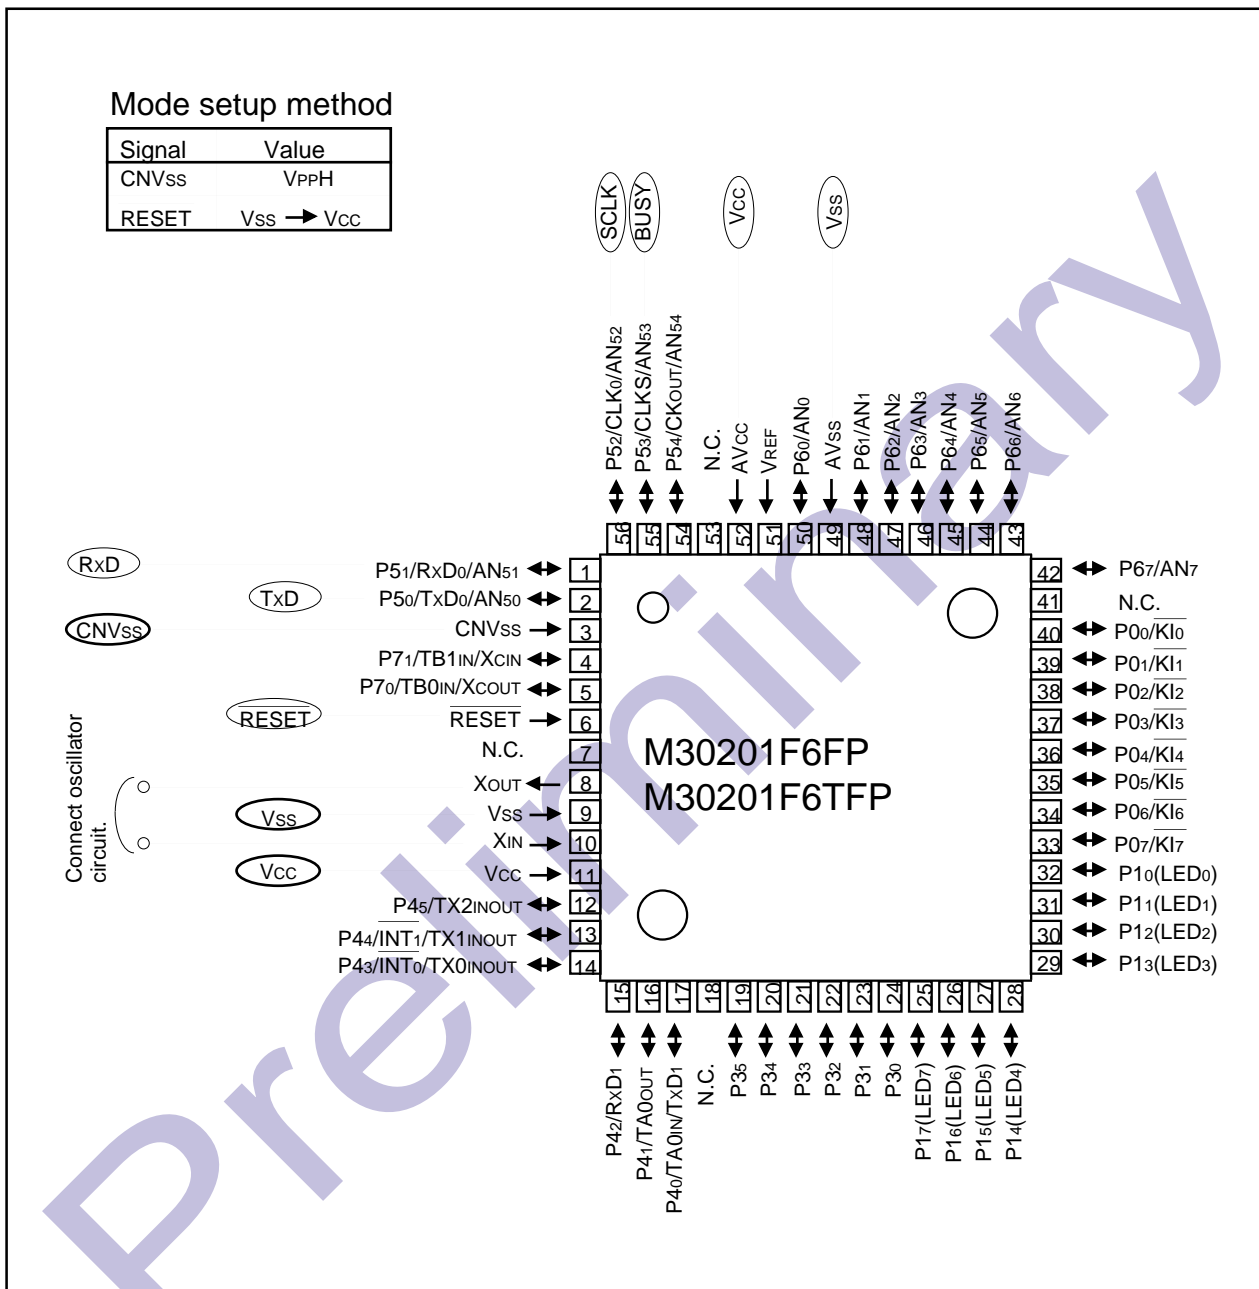 Mode setup method
Signal Value
CNVss VPPH
RESET Vss → Vcc
SCLK
BUSY
Vcc
Vss
P52/CLK0/AN52
P53/CLKS/AN53
P54/CKOUT/AN54
N.C.
AVcc
VREF
P60/AN0
AVss
P61/AN1
P62/AN2
P63/AN3
P64/AN4
P65/AN5
P66/AN6
56 55 54 53 52 51 50 49 48 47 46 45 44 43
RxD
P51/RxD0/AN51 1
TxD
P50/TxD0/AN50 2
CNVss
CNVss 3
P71/TB1IN/XCIN 4
P70/TB0IN/XCOUT 5
RESET
RESET 6
N.C. 7
Connect oscillator
circuit.
XOUT 8
Vss
Vss 9
XIN 10
Vcc
Vcc 11
P45/TX2INOUT 12
P44/INT1/TX1INOUT 13
P43/INT0/TX0INOUT 14
M30201F6FP
M30201F6TFP
42 P67/AN7
41 N.C.
40 P00/KI0
39 P01/KI1
38 P02/KI2
37 P03/KI3
36 P04/KI4
35 P05/KI5
34 P06/KI6
33 P07/KI7
32 P10(LED0)
31 P11(LED1)
30 P12(LED2)
29 P13(LED3)
15 16 17 18 19 20 21 22 23 24 25 26 27 28
P42/RxD1
P41/TA0OUT
P40/TA0IN/TxD1
N.C.
P35
P34
P33
P32
P31
P30
P17(LED7)
P16(LED6)
P15(LED5)
P14(LED4)
Preliminary